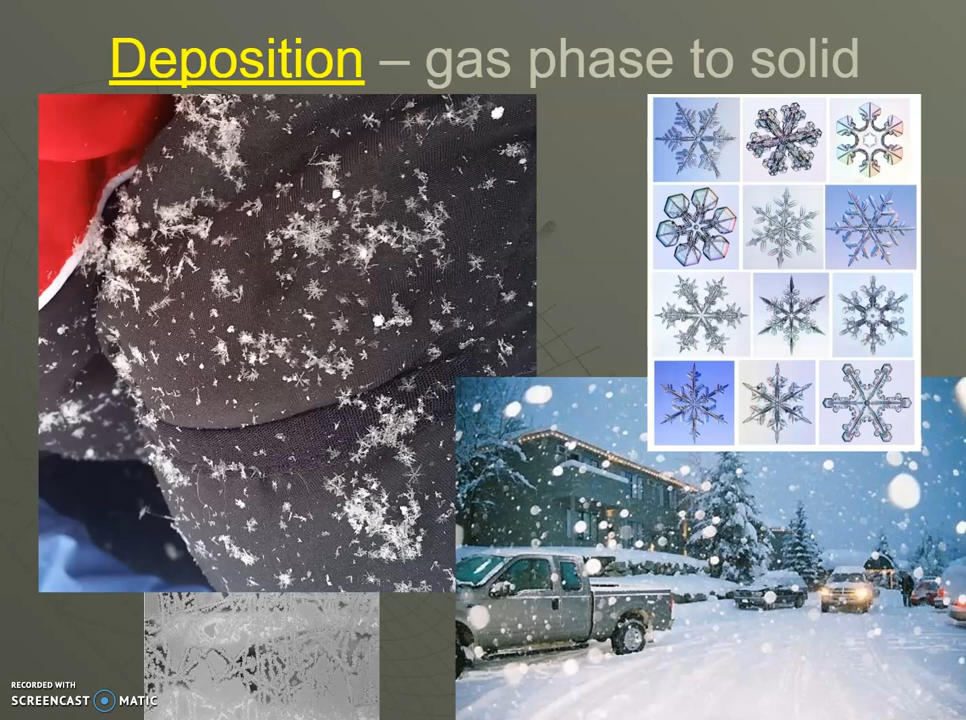 Deposition – gas phase to solid
RECORDED WITH
SCREENCAST MATIC